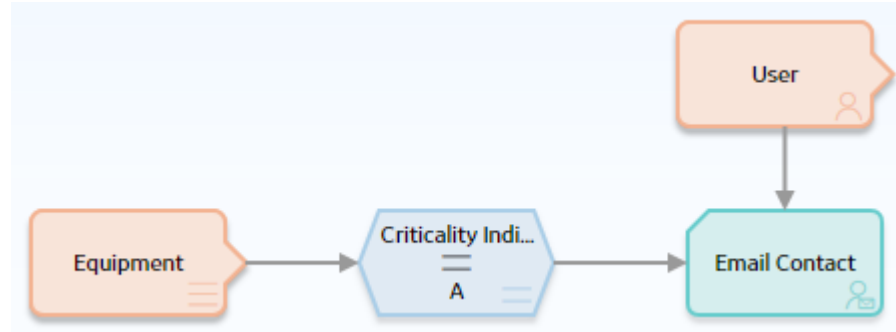 User
Equipment
Criticality Indi...
=
A
Email Contact